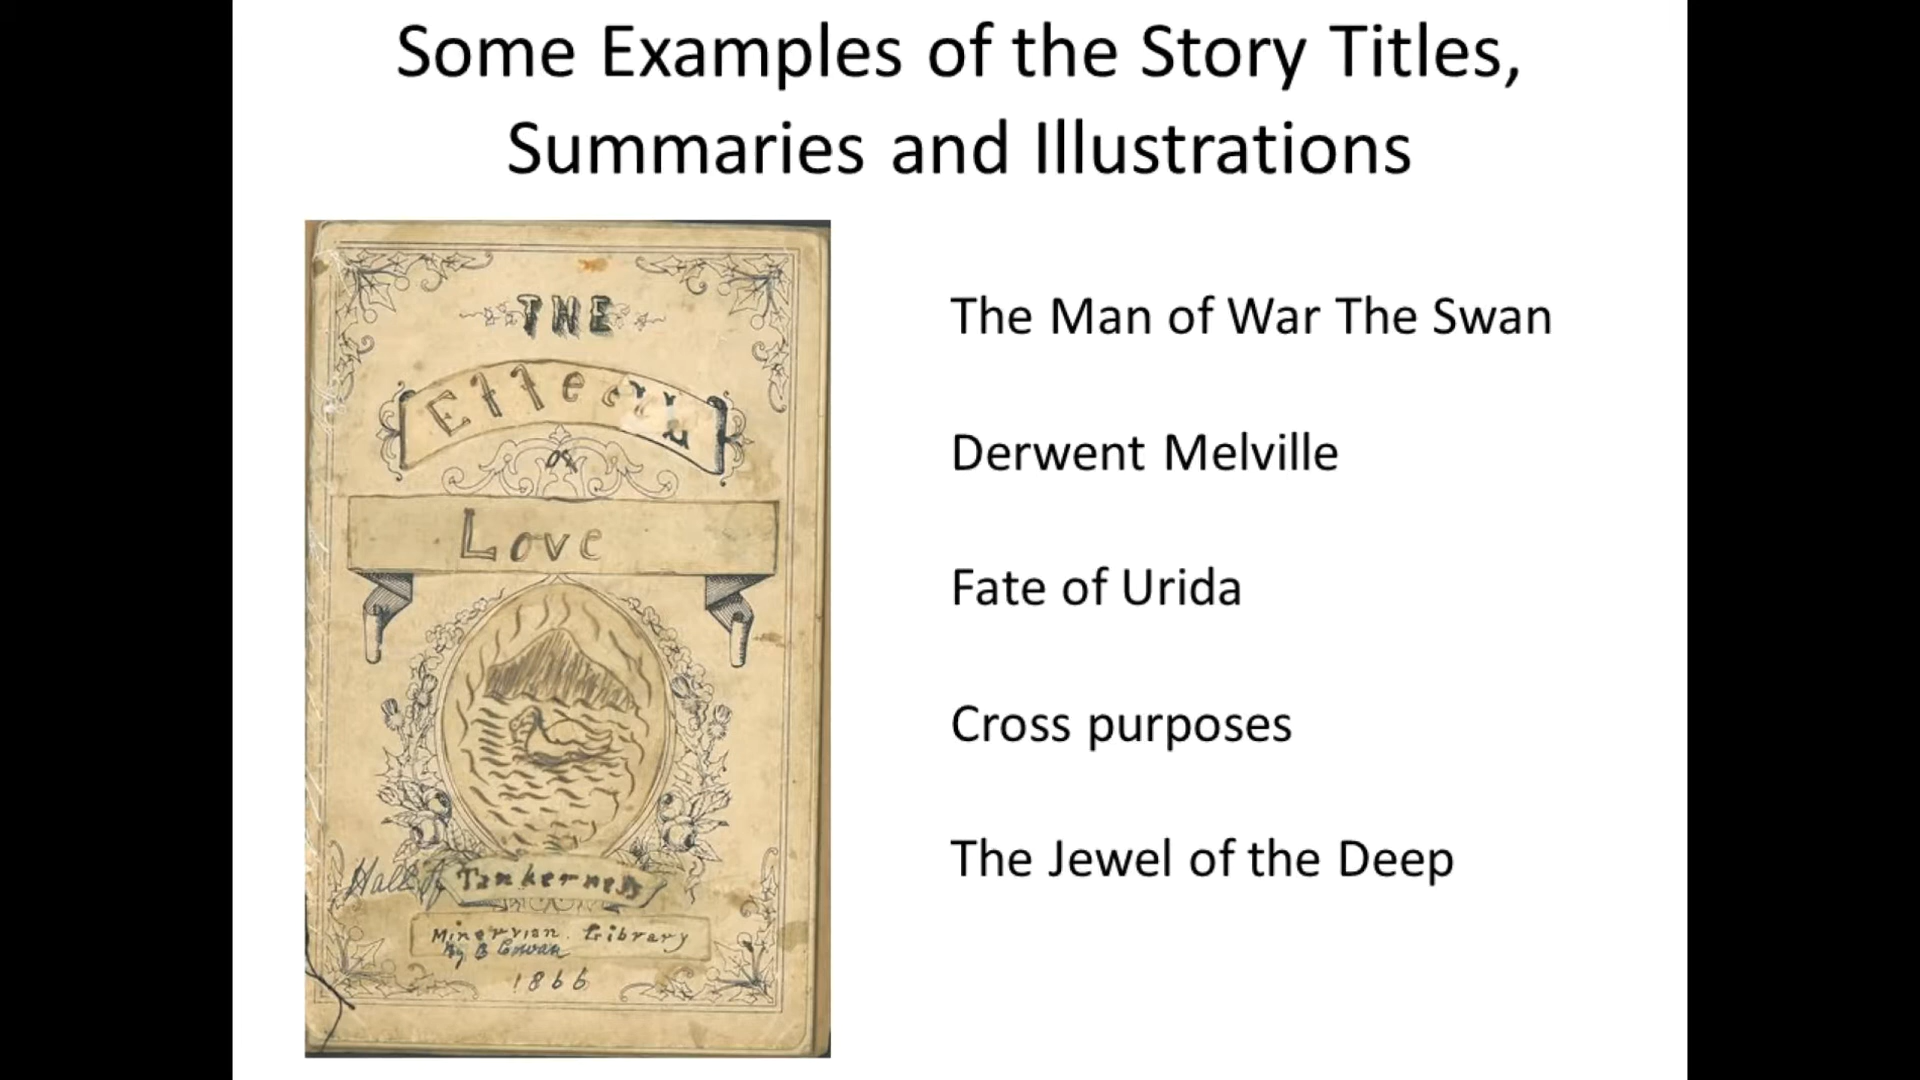 Some Examples of the Story Titles,
Summaries and Illustrations
THE
Effects
of
Love
Hall of Tankerness
Minervian Library
By B Cowan
1866
The Man of War The Swan
Derwent Melville
Fate of Urida
Cross purposes
The Jewel of the Deep